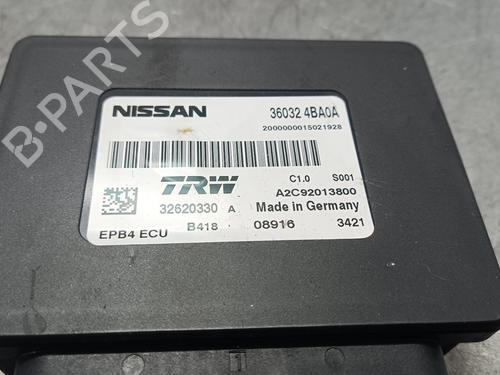 NISSAN 36032 4BA0A
2000000015021928
TRW C1.0 S001
A2C92013800
32620330 A Made in Germany
EPB4 ECU B418 08916 3421
B-PARTS